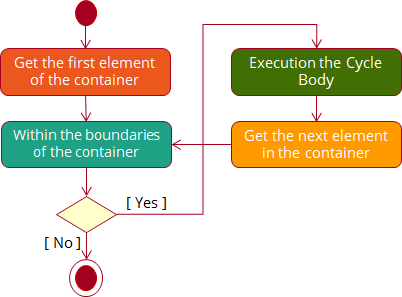 Get the first element
of the container
Execution the Cycle
Body
Within the boundaries
of the container
Get the next element
in the container
[ Yes ]
[ No ]